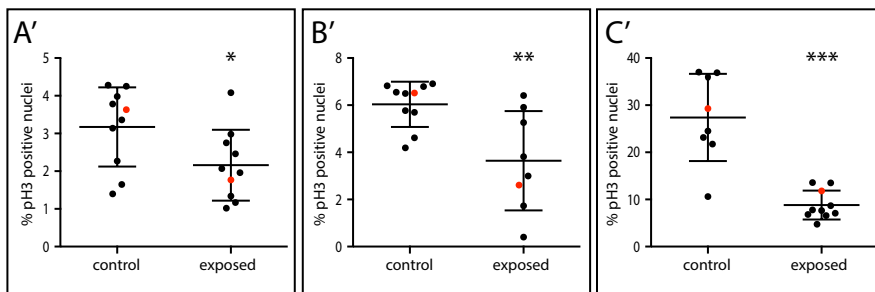 A’
% pH3 positive nuclei
5
4
3
2
1
0
*
control
exposed
B’
% pH3 positive nuclei
8
6
4
2
0
**
control
exposed
C’
% pH3 positive nuclei
40
30
20
10
0
***
control
exposed